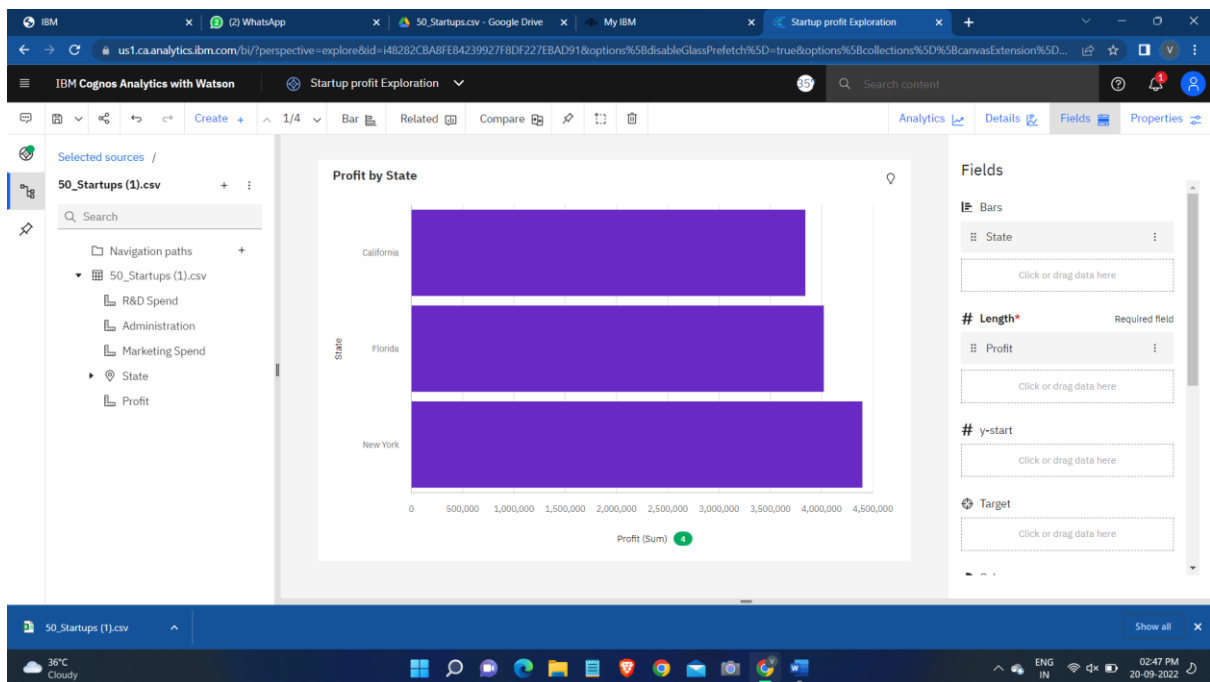 IBM
(2) WhatsApp
50_Startups.csv - Google Drive
My IBM
Startup profit Exploration
us1.ca.analytics.ibm.com/bi/?perspective=explore&id=i48282CBA8FE84239927F8DF227EBAD91&options%5BdisableGlassPrefetch%5D=true&options%5Bcollections%5D%5BcanvasExtension%5D...
V
IBM Cognos Analytics with Watson
Startup profit Exploration
Search content
1
Create +
1/4
Bar
Related
Compare
Analytics
Details
Fields
Properties
Selected sources /
50_Startups (1).csv
Search
Navigation paths
50_Startups (1).csv
R&D Spend
Administration
Marketing Spend
State
Profit
Profit by State
State
California
Florida
New York
0 500,000 1,000,000 1,500,000 2,000,000 2,500,000 3,000,000 3,500,000 4,000,000 4,500,000
Profit (Sum) 4
Fields
Bars
State
Click or drag data here
# Length* Required field
Profit
Click or drag data here
# y-start
Click or drag data here
Target
Click or drag data here
50_Startups (1).csv
Show all
36°C
Cloudy
ENG
IN
02:47 PM
20-09-2022